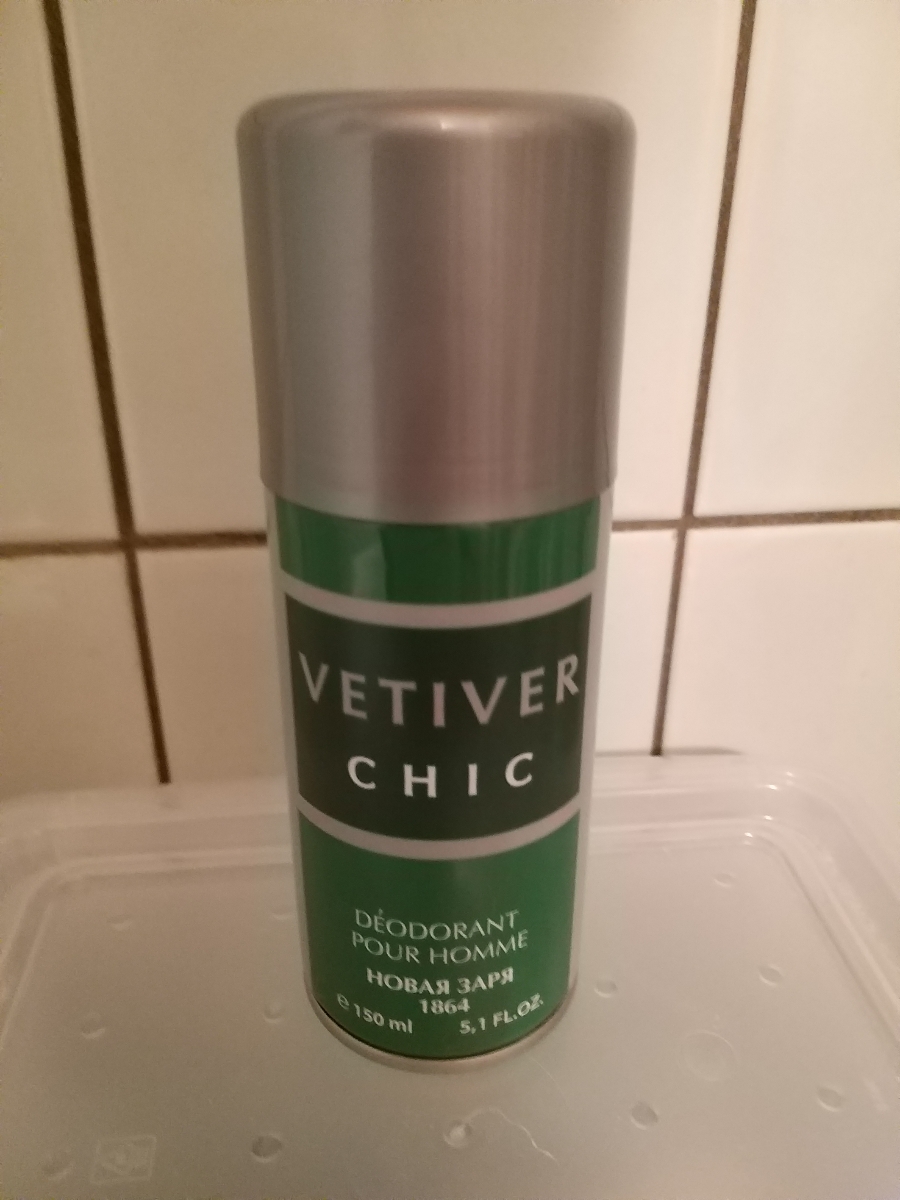 VETIVER
CHIC
DÉODORANT
POUR HOMME
НОВАЯ ЗАРЯ
1864
℮ 150 ml 5,1 FL.OZ.